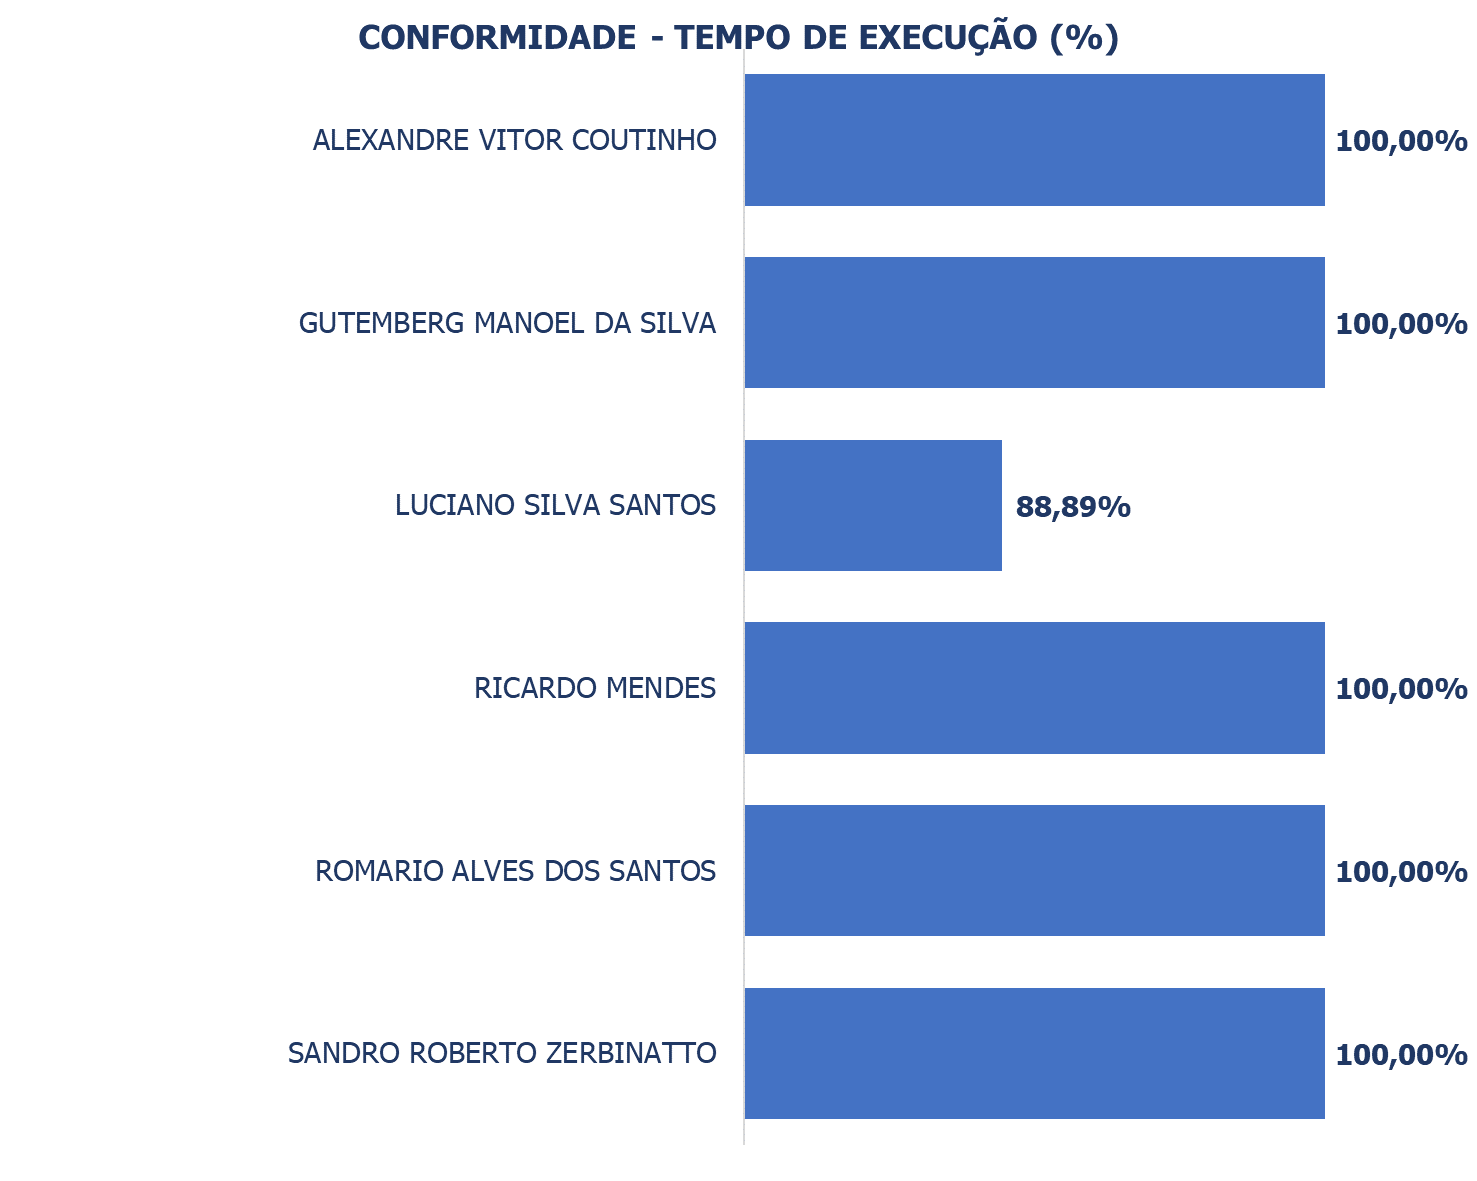 CONFORMIDADE - TEMPO DE EXECUÇÃO (%)
ALEXANDRE VITOR COUTINHO 100,00%
GUTEMBERG MANOEL DA SILVA 100,00%
LUCIANO SILVA SANTOS 88,89%
RICARDO MENDES 100,00%
ROMARIO ALVES DOS SANTOS 100,00%
SANDRO ROBERTO ZERBINATTO 100,00%